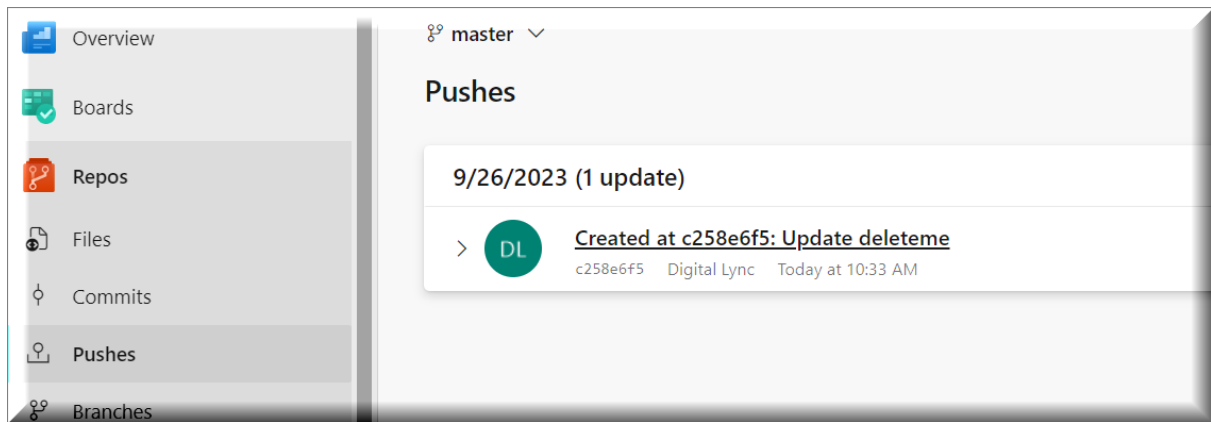 Overview
Boards
Repos
Files
Commits
Pushes
Branches
master
Pushes
9/26/2023 (1 update)
DL
Created at c258e6f5: Update deleteme
c258e6f5 Digital Lync Today at 10:33 AM